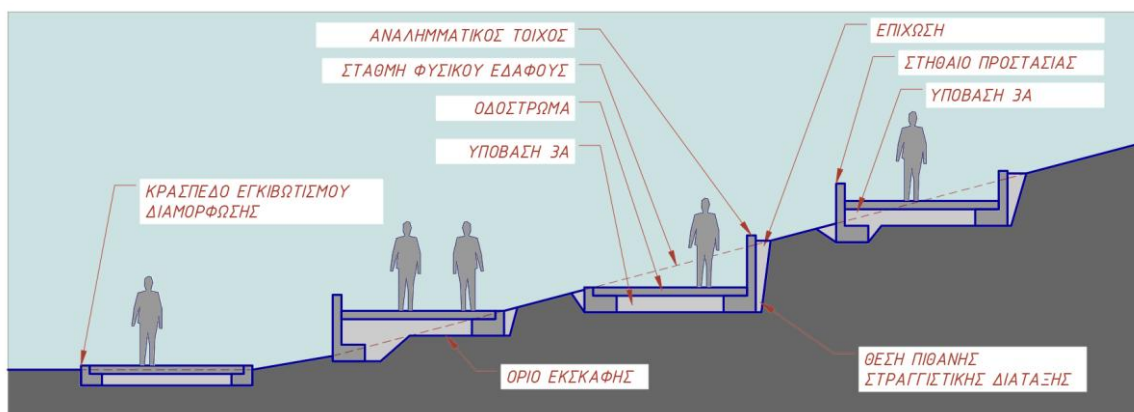 ΑΝΑΛΗΜΜΑΤΙΚΟΣ ΤΟΙΧΟΣ
ΣΤΑΘΜΗ ΦΥΣΙΚΟΥ ΕΔΑΦΟΥΣ
ΟΔΟΣΤΡΩΜΑ
ΥΠΟΒΑΣΗ 3Α
ΕΠΙΧΩΣΗ
ΣΤΗΘΑΙΟ ΠΡΟΣΤΑΣΙΑΣ
ΥΠΟΒΑΣΗ 3Α
ΚΡΑΣΠΕΔΟ ΕΓΚΙΒΩΤΙΣΜΟΥ
ΔΙΑΜΟΡΦΩΣΗΣ
ΟΡΙΟ ΕΚΣΚΑΦΗΣ
ΘΕΣΗ ΠΙΘΑΝΗΣ
ΣΤΡΑΓΓΙΣΤΙΚΗΣ ΔΙΑΤΑΞΗΣ